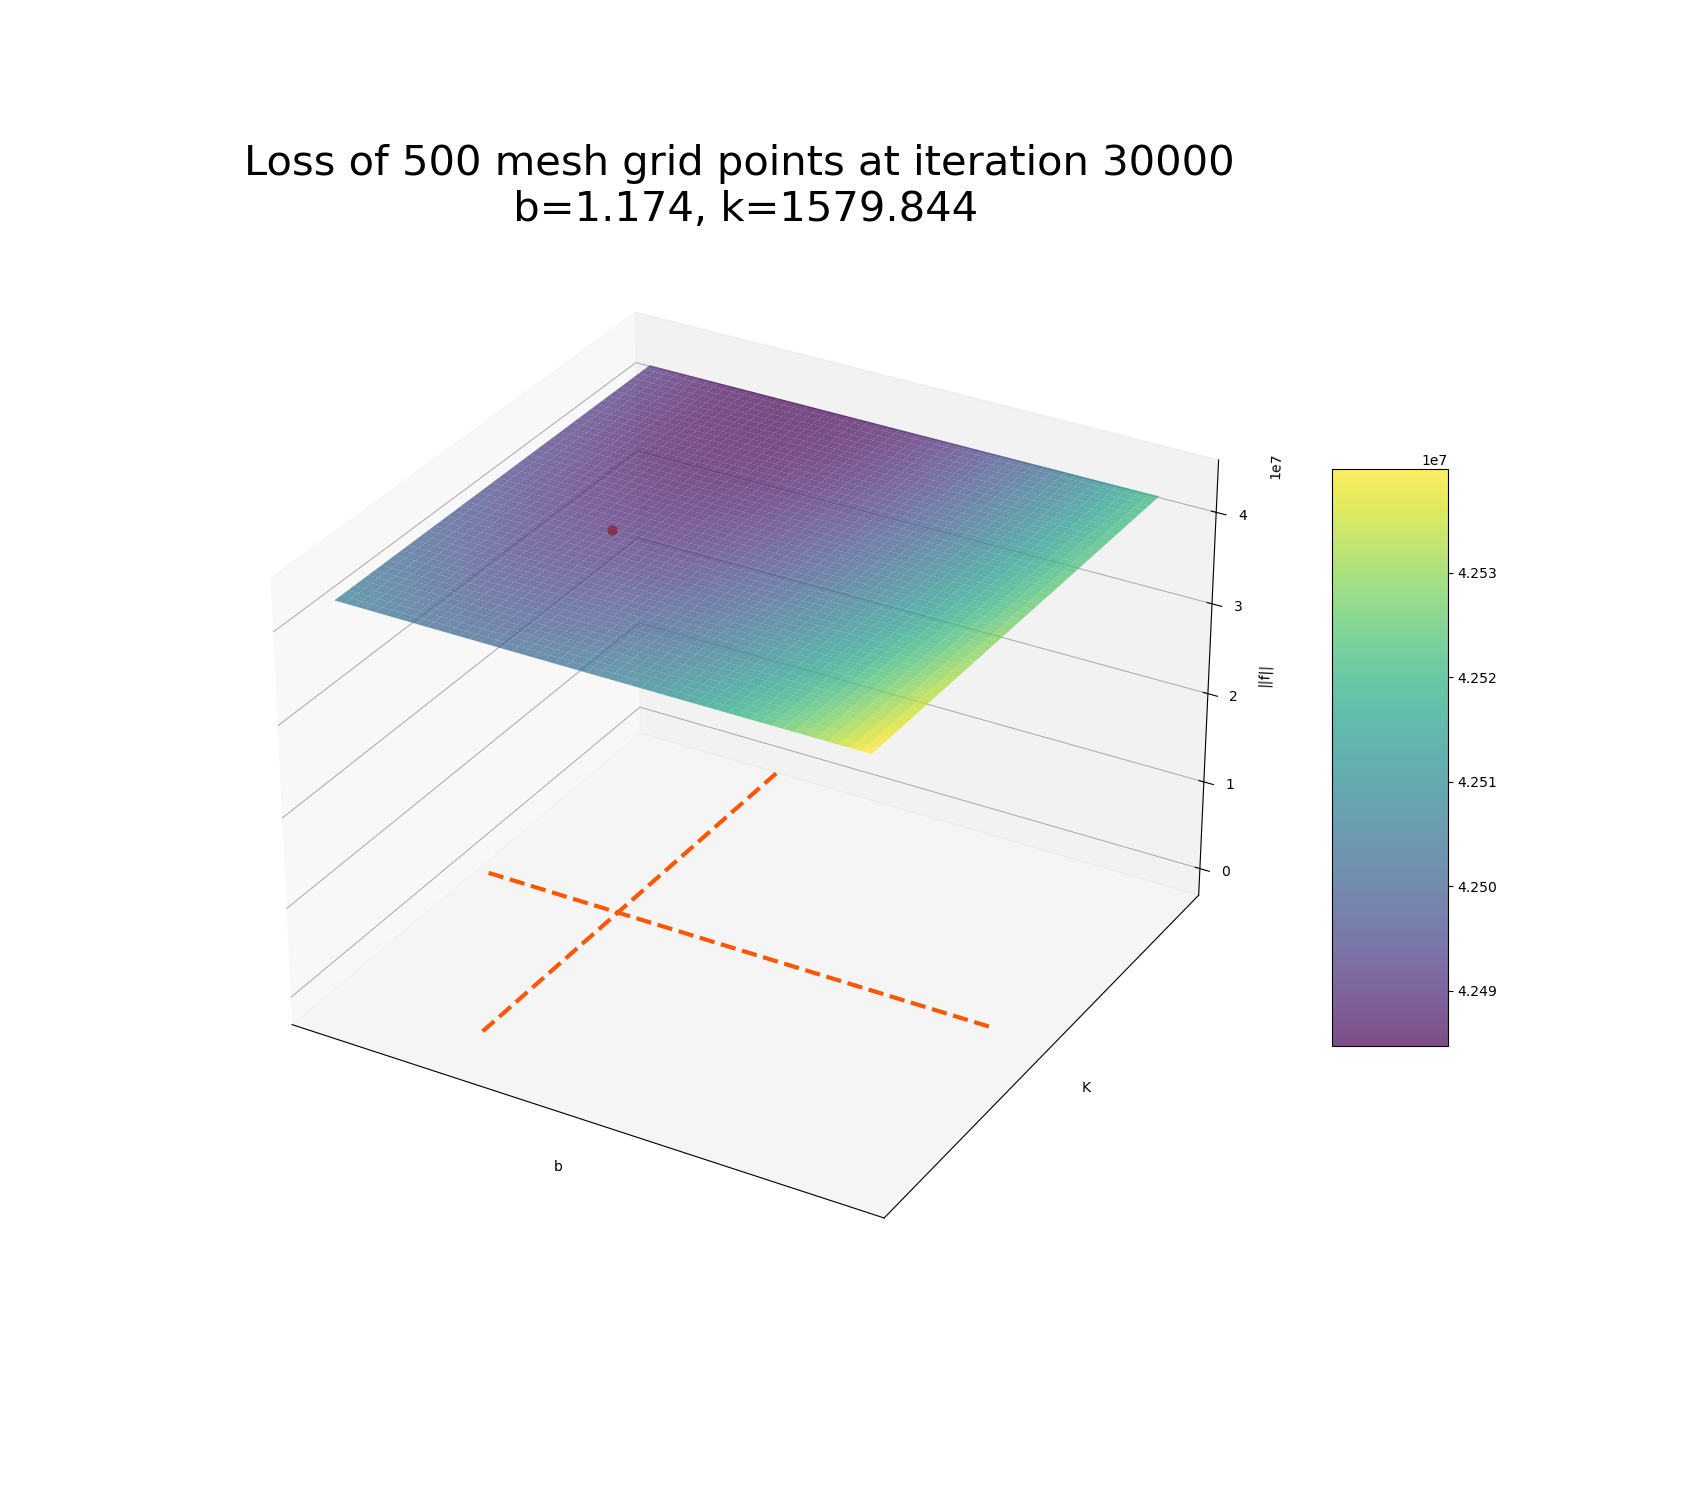 Loss of 500 mesh grid points at iteration 30000
b=1.174, k=1579.844
1e7
4
3
2
1
0
||f||
K
b
1e7
4.253
4.252
4.251
4.250
4.249